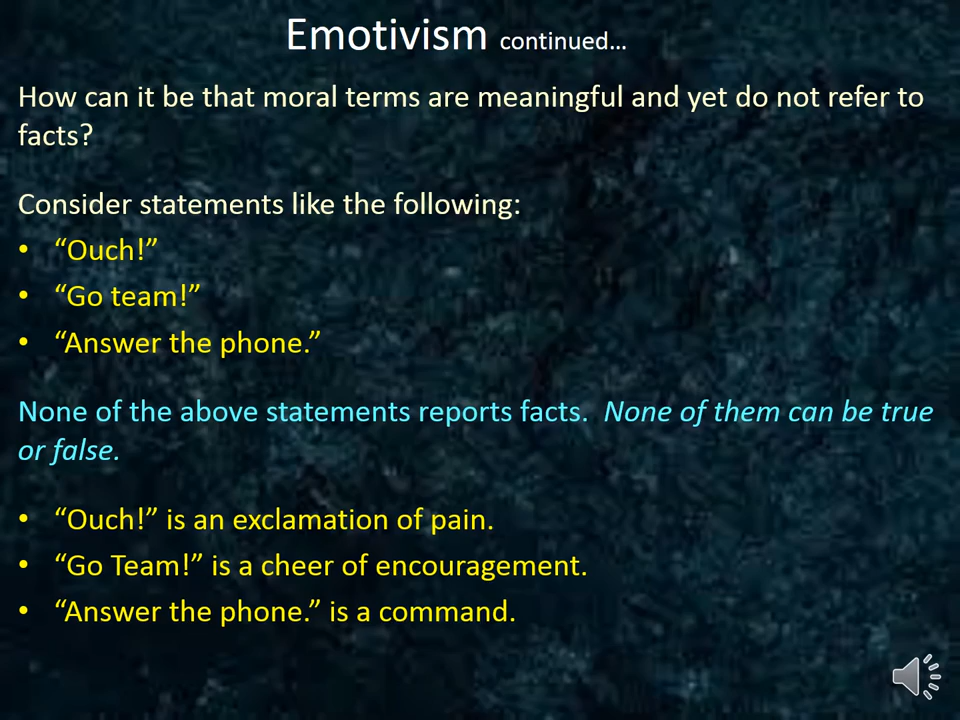 Emotivism continued…
How can it be that moral terms are meaningful and yet do not refer to
facts?
Consider statements like the following:
• “Ouch!”
• “Go team!”
• “Answer the phone.”
None of the above statements reports facts.  None of them can be true
or false.
• “Ouch!” is an exclamation of pain.
• “Go Team!” is a cheer of encouragement.
• “Answer the phone.” is a command.